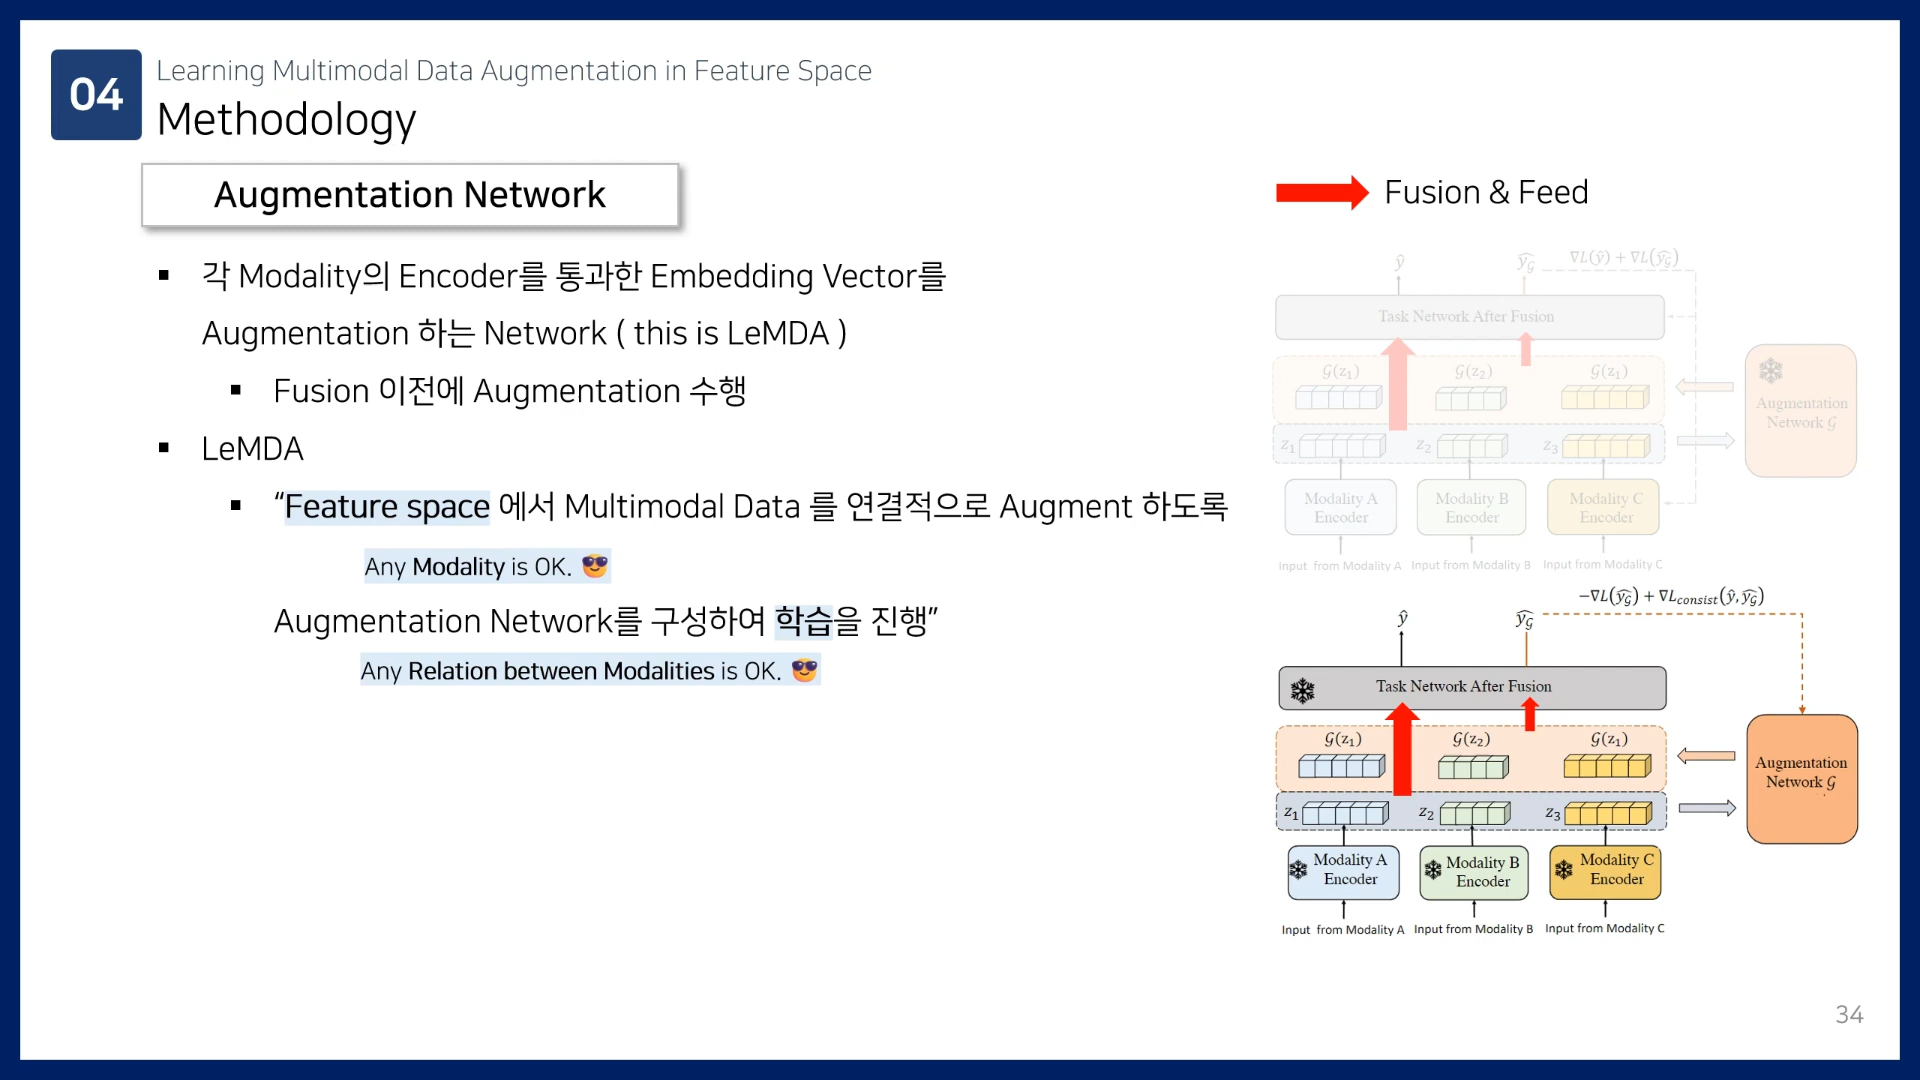 04
Learning Multimodal Data Augmentation in Feature Space
Methodology
Augmentation Network
▪ 각 Modality의 Encoder를 통과한 Embedding Vector를
Augmentation 하는 Network ( this is LeMDA )
▪ Fusion 이전에 Augmentation 수행
▪ LeMDA
▪ “Feature space 에서 Multimodal Data 를 연결적으로 Augment 하도록
Any Modality is OK. 😎
Augmentation Network를 구성하여 학습을 진행”
Any Relation between Modalities is OK. 😎
Fusion & Feed
ŷ ŷ_𝒢 ∇L(ŷ) + ∇L(ŷ_𝒢)
Task Network After Fusion
𝒢(z₁) 𝒢(z₂) 𝒢(z₁)
Augmentation
Network 𝒢
z₁ z₂ z₃
Modality A
Encoder
Modality B
Encoder
Modality C
Encoder
Input from Modality A Input from Modality B Input from Modality C
−∇L(ŷ_𝒢) + ∇L_consist(ŷ, ŷ_𝒢)
ŷ ŷ_𝒢
Task Network After Fusion
𝒢(z₁) 𝒢(z₂) 𝒢(z₁)
Augmentation
Network 𝒢
z₁ z₂ z₃
Modality A
Encoder
Modality B
Encoder
Modality C
Encoder
Input from Modality A Input from Modality B Input from Modality C
34